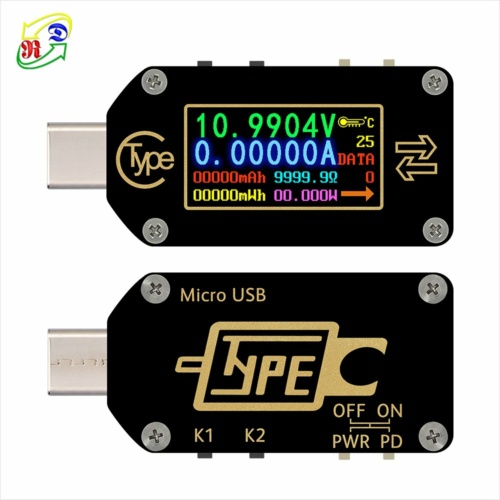 RD
Type C
10.9904V °C
25
0.00000A DATA
00000mAh 9999.9Ω 0
00000mWh 00.000W
Micro USB
TYPE C
OFF ON
K1 K2 PWR PD